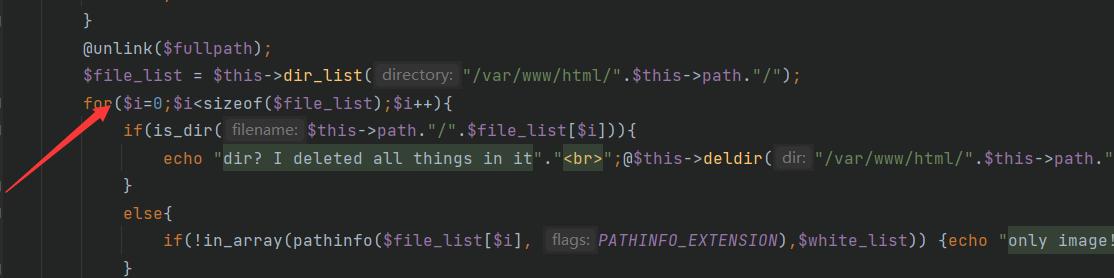 }
@unlink($fullpath);
$file_list = $this->dir_list( directory: "/var/www/html/".$this->path."/");
for($i=0;$i<sizeof($file_list);$i++){
if(is_dir( filename: $this->path."/".$file_list[$i])){
echo "dir? I deleted all things in it"."<br>";@$this->deldir( dir: "/var/www/html/".$this->path."
}
else{
if(!in_array(pathinfo($file_list[$i], flags: PATHINFO_EXTENSION),$white_list)) {echo "only image!
}